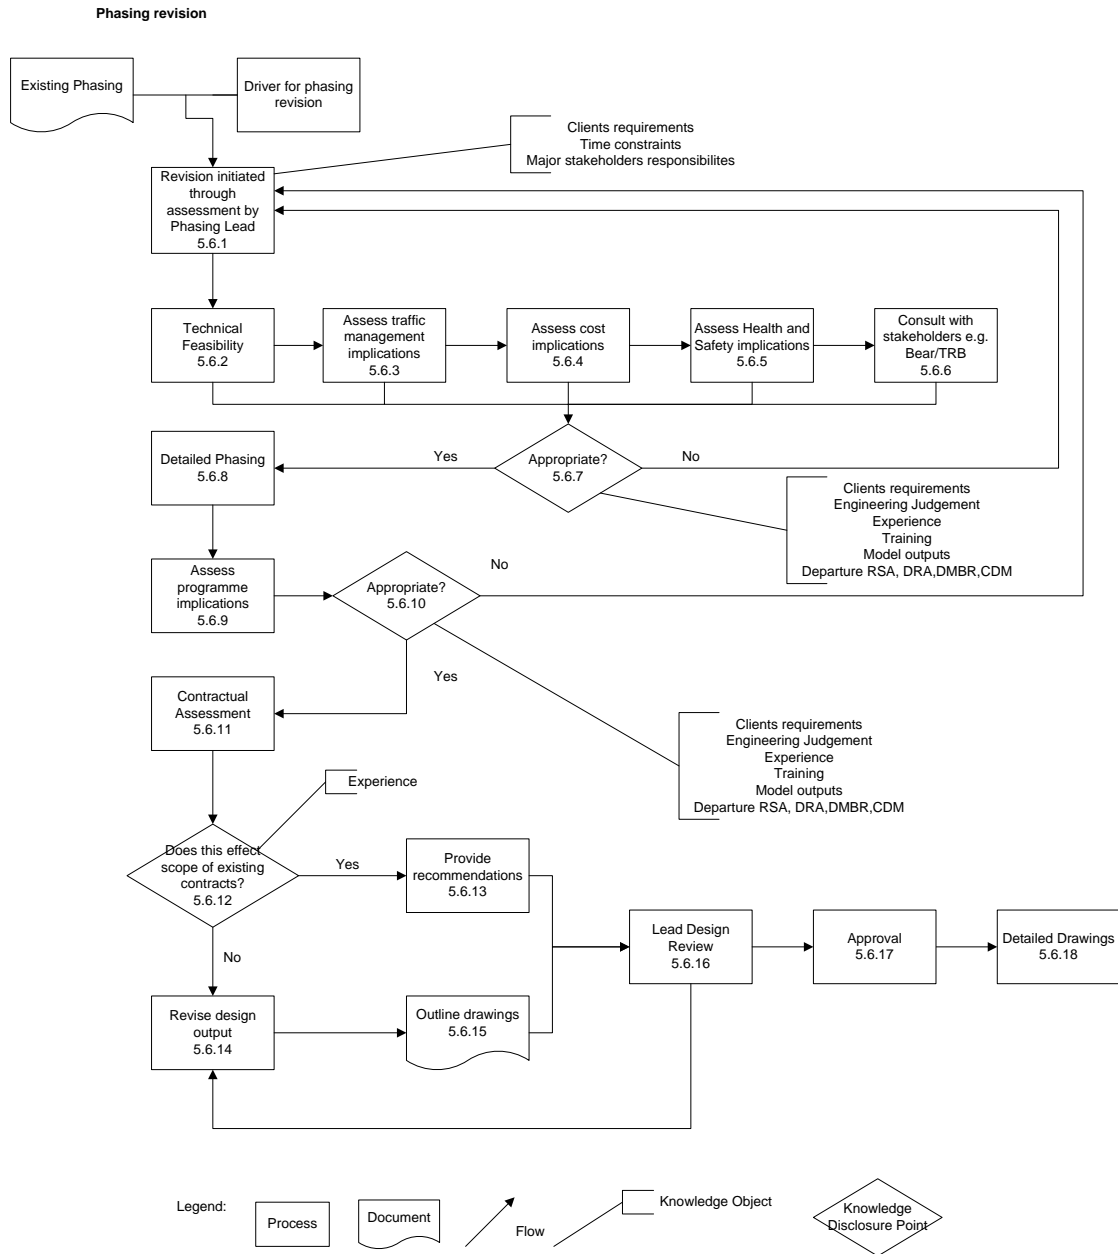 Phasing revision
Existing Phasing
Driver for phasing
revision
Clients requirements
Time constraints
Major stakeholders responsibilites
Revision initiated
through
assessment by
Phasing Lead
5.6.1
Technical
Feasibility
5.6.2
Assess traffic
management
implications
5.6.3
Assess cost
implications
5.6.4
Assess Health and
Safety implications
5.6.5
Consult with
stakeholders e.g.
Bear/TRB
5.6.6
Appropriate?
5.6.7
Yes
No
Detailed Phasing
5.6.8
Clients requirements
Engineering Judgement
Experience
Training
Model outputs
Departure RSA, DRA,DMBR,CDM
Assess
programme
implications
5.6.9
Appropriate?
5.6.10
No
Yes
Contractual
Assessment
5.6.11
Clients requirements
Engineering Judgement
Experience
Training
Model outputs
Departure RSA, DRA,DMBR,CDM
Experience
Does this effect
scope of existing
contracts?
5.6.12
Yes
No
Provide
recommendations
5.6.13
Lead Design
Review
5.6.16
Approval
5.6.17
Detailed Drawings
5.6.18
Revise design
output
5.6.14
Outline drawings
5.6.15
Legend:
Process
Document
Flow
Knowledge Object
Knowledge
Disclosure Point